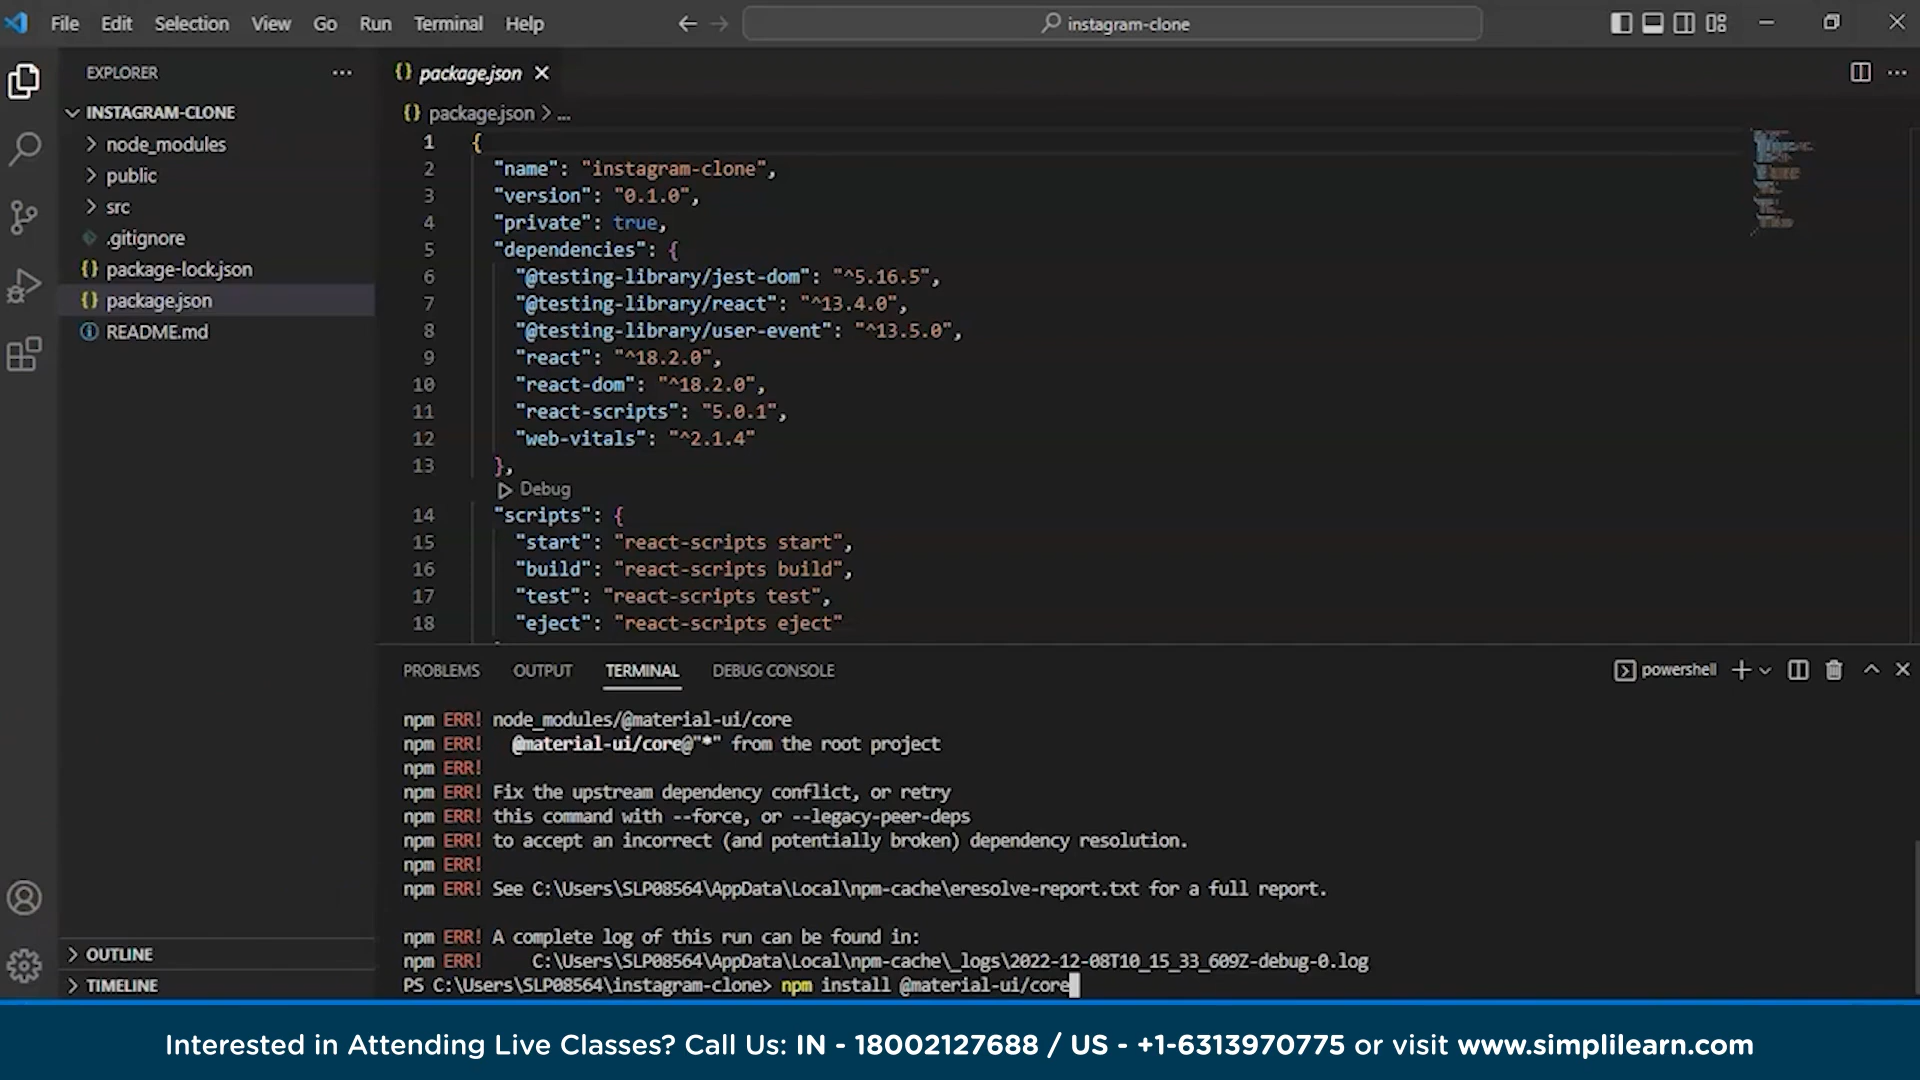 File Edit Selection View Go Run Terminal Help
instagram-clone
EXPLORER
INSTAGRAM-CLONE
node_modules
public
src
.gitignore
package-lock.json
package.json
README.md
OUTLINE
TIMELINE
package.json
package.json > ...
1 {
2 "name": "instagram-clone",
3 "version": "0.1.0",
4 "private": true,
5 "dependencies": {
6 "@testing-library/jest-dom": "^5.16.5",
7 "@testing-library/react": "^13.4.0",
8 "@testing-library/user-event": "^13.5.0",
9 "react": "^18.2.0",
10 "react-dom": "^18.2.0",
11 "react-scripts": "5.0.1",
12 "web-vitals": "^2.1.4"
13 },
Debug
14 "scripts": {
15 "start": "react-scripts start",
16 "build": "react-scripts build",
17 "test": "react-scripts test",
18 "eject": "react-scripts eject"
PROBLEMS OUTPUT TERMINAL DEBUG CONSOLE
powershell
npm ERR! node_modules/@material-ui/core
npm ERR!   @material-ui/core@"*" from the root project
npm ERR!
npm ERR! Fix the upstream dependency conflict, or retry
npm ERR! this command with --force, or --legacy-peer-deps
npm ERR! to accept an incorrect (and potentially broken) dependency resolution.
npm ERR!
npm ERR! See C:\Users\SLP08564\AppData\Local\npm-cache\eresolve-report.txt for a full report.
npm ERR! A complete log of this run can be found in:
npm ERR!     C:\Users\SLP08564\AppData\Local\npm-cache\_logs\2022-12-08T10_15_33_609Z-debug-0.log
PS C:\Users\SLP08564\instagram-clone> npm install @material-ui/core
Interested in Attending Live Classes? Call Us: IN - 18002127688 / US - +1-6313970775 or visit www.simplilearn.com